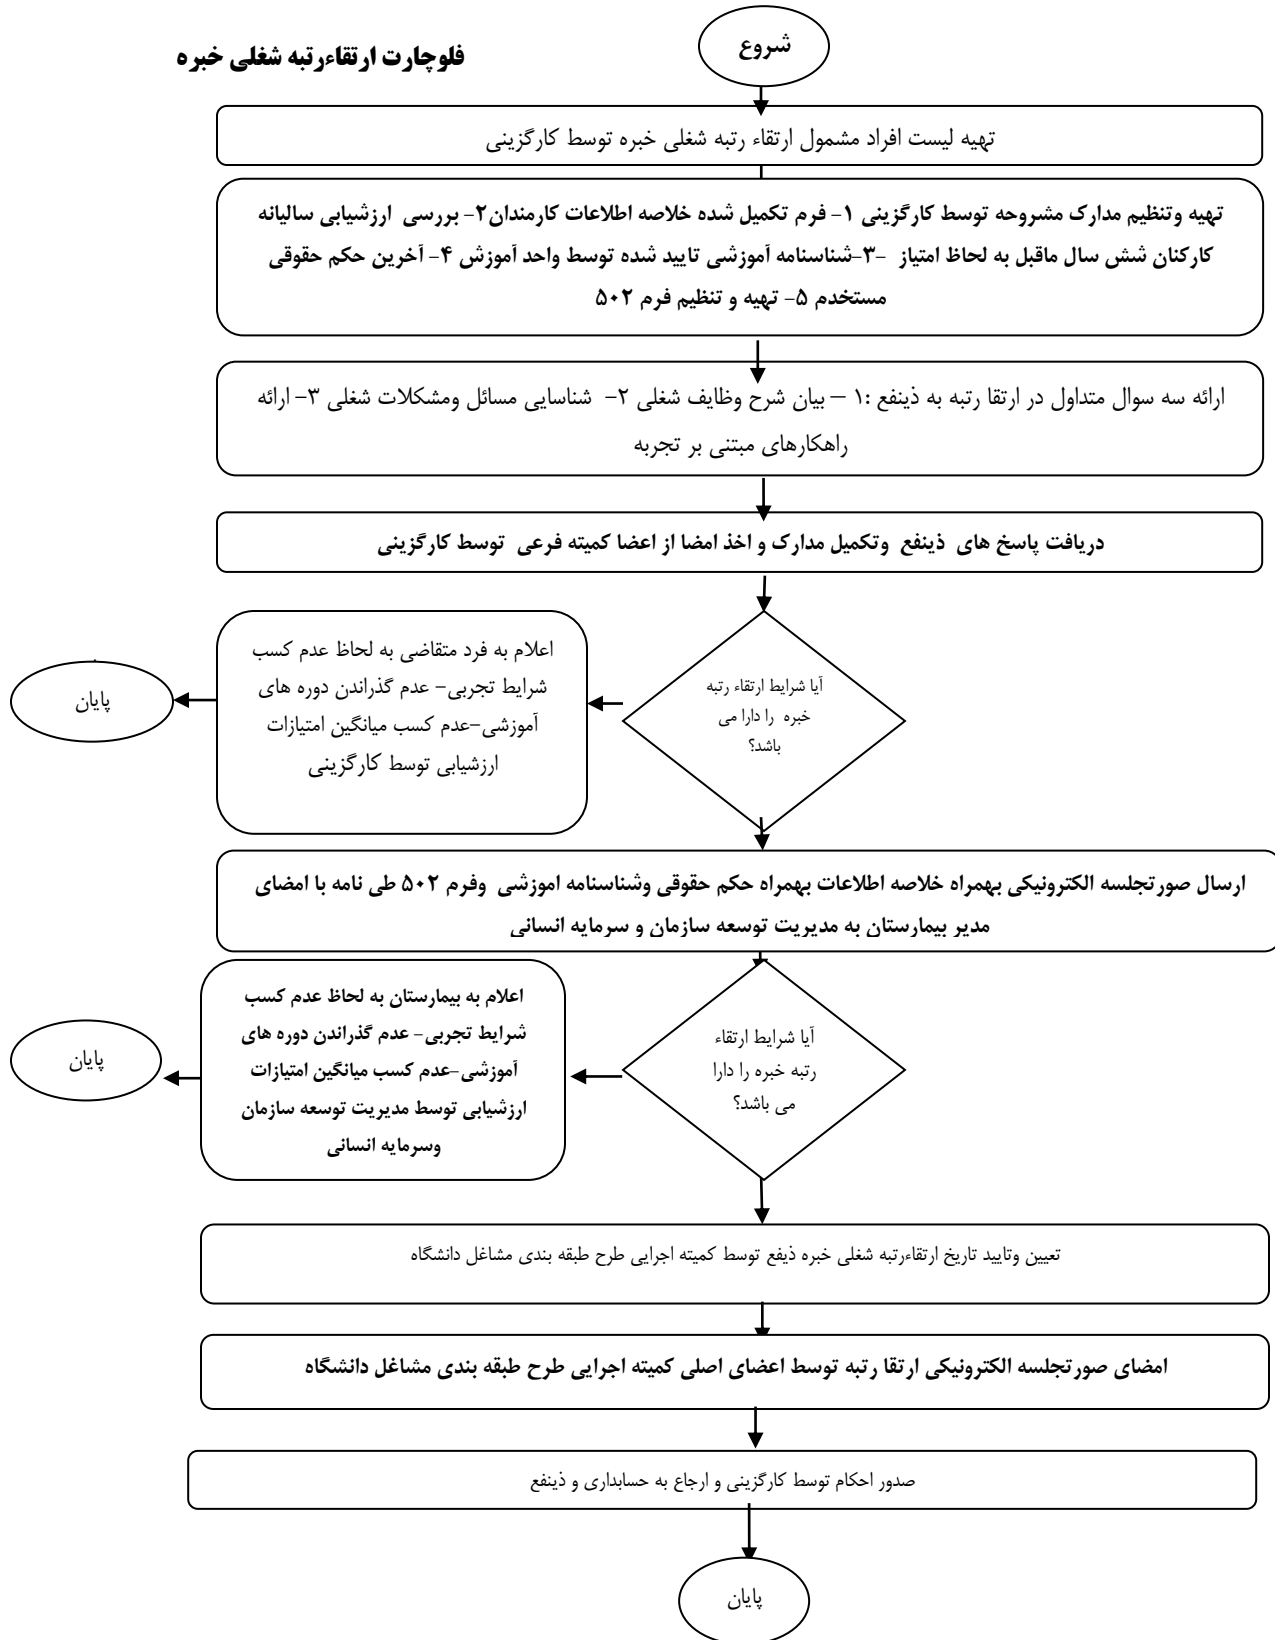 شروع
فلوچارت ارتقاءرتبه شغلی خبره
تهیه لیست افراد مشمول ارتقاء رتبه شغلی خبره توسط کارگزینی
تهیه وتنظیم مدارک مشروحه توسط کارگزینی ۱- فرم تکمیل شده خلاصه اطلاعات کارمندان۲- بررسی ارزشیابی سالیانه
کارکنان شش سال ماقبل به لحاظ امتیاز -۳-شناسنامه آموزشی تایید شده توسط واحد آموزش ۴- آخرین حکم حقوقی
مستخدم ۵- تهیه و تنظیم فرم ۵۰۲
ارائه سه سوال متداول در ارتقا رتبه به ذینفع :۱ – بیان شرح وظایف شغلی ۲- شناسایی مسائل ومشکلات شغلی ۳- ارائه
راهکارهای مبتنی بر تجربه
دریافت پاسخ های ذینفع وتکمیل مدارک و اخذ امضا از اعضا کمیته فرعی توسط کارگزینی
آیا شرایط ارتقاء رتبه
خبره را دارا می
باشد؟
اعلام به فرد متقاضی به لحاظ عدم کسب
شرایط تجربی- عدم گذراندن دوره های
آموزشی-عدم کسب میانگین امتیازات
ارزشیابی توسط کارگزینی
پایان
ارسال صورتجلسه الکترونیکی بهمراه خلاصه اطلاعات بهمراه حکم حقوقی وشناسنامه اموزشی وفرم ۵۰۲ طی نامه با امضای
مدیر بیمارستان به مدیریت توسعه سازمان و سرمایه انسانی
آیا شرایط ارتقاء
رتبه خبره را دارا
می باشد؟
اعلام به بیمارستان به لحاظ عدم کسب
شرایط تجربی- عدم گذراندن دوره های
آموزشی-عدم کسب میانگین امتیازات
ارزشیابی توسط مدیریت توسعه سازمان
وسرمایه انسانی
پایان
تعیین وتایید تاریخ ارتقاءرتبه شغلی خبره ذیفع توسط کمیته اجرایی طرح طبقه بندی مشاغل دانشگاه
امضای صورتجلسه الکترونیکی ارتقا رتبه توسط اعضای اصلی کمیته اجرایی طرح طبقه بندی مشاغل دانشگاه
صدور احکام توسط کارگزینی و ارجاع به حسابداری و ذینفع
پایان